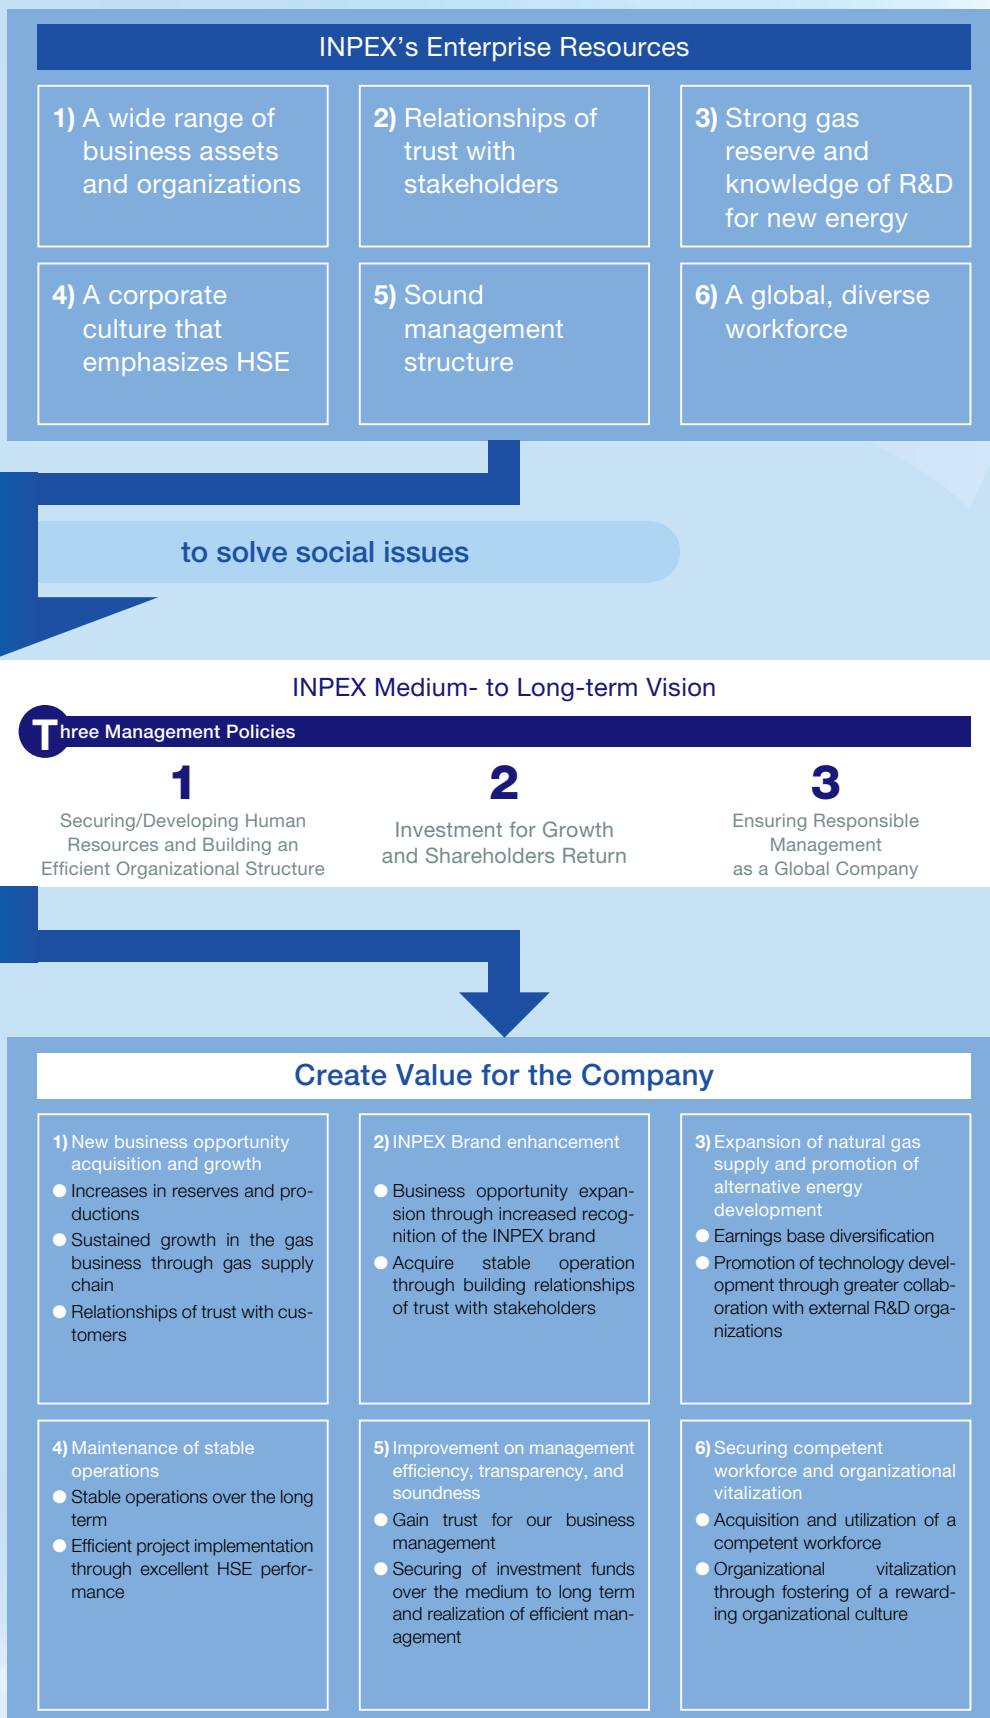 INPEX's Enterprise Resources
1) A wide range of
business assets
and organizations
2) Relationships of
trust with
stakeholders
3) Strong gas
reserve and
knowledge of R&D
for new energy
4) A corporate
culture that
emphasizes HSE
5) Sound
management
structure
6) A global, diverse
workforce
to solve social issues
INPEX Medium- to Long-term Vision
Three Management Policies
1
Securing/Developing Human
Resources and Building an
Efficient Organizational Structure
2
Investment for Growth
and Shareholders Return
3
Ensuring Responsible
Management
as a Global Company
Create Value for the Company
1) New business opportunity
acquisition and growth
● Increases in reserves and pro-
ductions
● Sustained growth in the gas
business through gas supply
chain
● Relationships of trust with cus-
tomers
2) INPEX Brand enhancement
● Business opportunity expan-
sion through increased recog-
nition of the INPEX brand
● Acquire stable operation
through building relationships
of trust with stakeholders
3) Expansion of natural gas
supply and promotion of
alternative energy
development
● Earnings base diversification
● Promotion of technology devel-
opment through greater collab-
oration with external R&D orga-
nizations
4) Maintenance of stable
operations
● Stable operations over the long
term
● Efficient project implementation
through excellent HSE perfor-
mance
5) Improvement on management
efficiency, transparency, and
soundness
● Gain trust for our business
management
● Securing of investment funds
over the medium to long term
and realization of efficient man-
agement
6) Securing competent
workforce and organizational
vitalization
● Acquisition and utilization of a
competent workforce
● Organizational vitalization
through fostering of a reward-
ing organizational culture